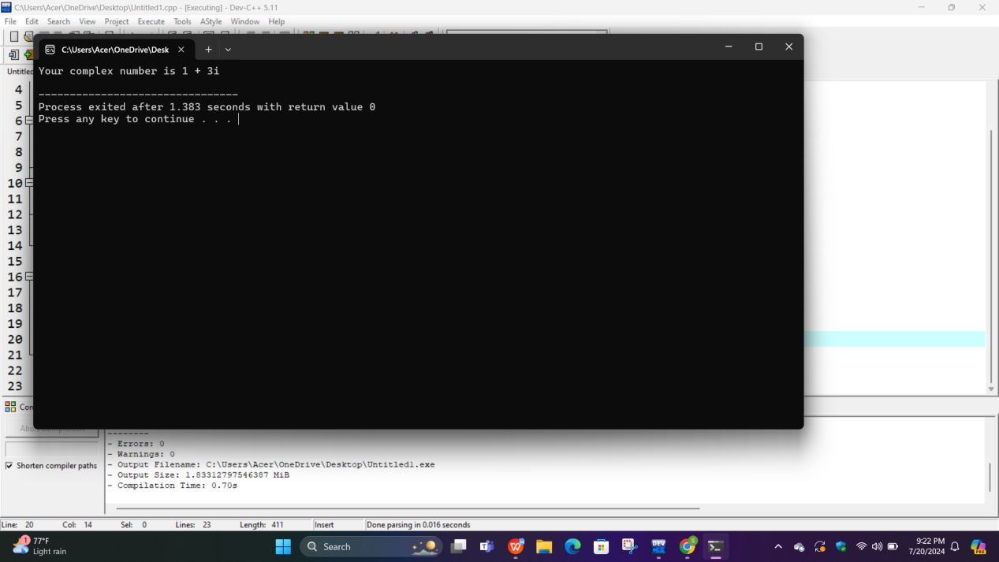 C:\Users\Acer\OneDrive\Desktop\Untitled1.cpp - [Executing] - Dev-C++ 5.11
File Edit Search View Project Execute Tools AStyle Window Help
C:\Users\Acer\OneDrive\Desk
Your complex number is 1 + 3i
--------------------------------
Process exited after 1.383 seconds with return value 0
Press any key to continue . . .
4
5
6
7
8
9
10
11
12
13
14
15
16
17
18
19
20
21
22
23
--------
- Errors: 0
- Warnings: 0
- Output Filename: C:\Users\Acer\OneDrive\Desktop\Untitled1.exe
- Output Size: 1.83312797546387 MiB
- Compilation Time: 0.70s
Shorten compiler paths
Line: 20 Col: 14 Sel: 0 Lines: 23 Length: 411 Insert Done parsing in 0.016 seconds
1
77°F
Light rain
Search
DEV
S
PRE
9:22 PM
7/20/2024